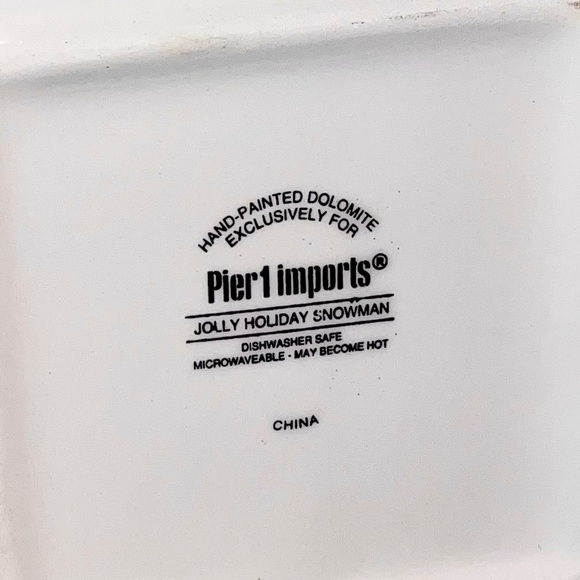 HAND-PAINTED DOLOMITE
EXCLUSIVELY FOR
Pier1 imports®
JOLLY HOLIDAY SNOWMAN
DISHWASHER SAFE
MICROWAVEABLE - MAY BECOME HOT
CHINA